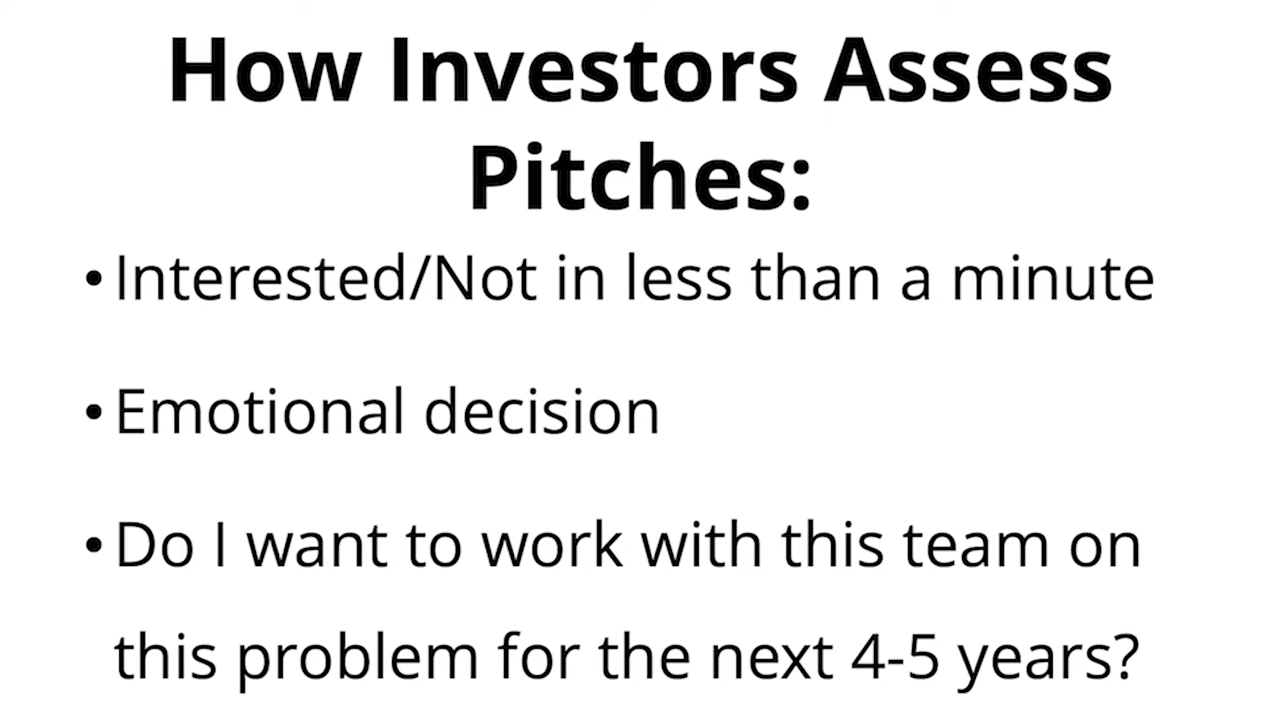 How Investors Assess
Pitches:
•Interested/Not in less than a minute
•Emotional decision
•Do I want to work with this team on
this problem for the next 4-5 years?